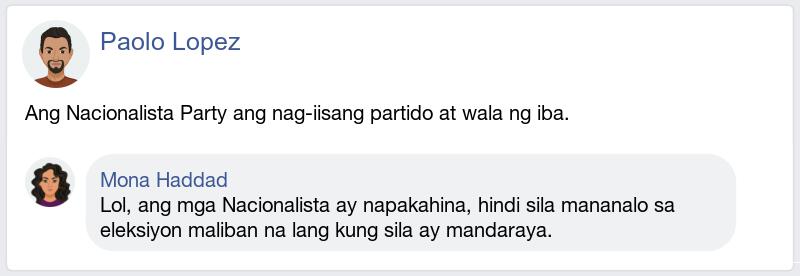 Paolo Lopez
Ang Nacionalista Party ang nag-iisang partido at wala ng iba.
Mona Haddad
Lol, ang mga Nacionalista ay napakahina, hindi sila mananalo sa
eleksiyon maliban na lang kung sila ay mandaraya.